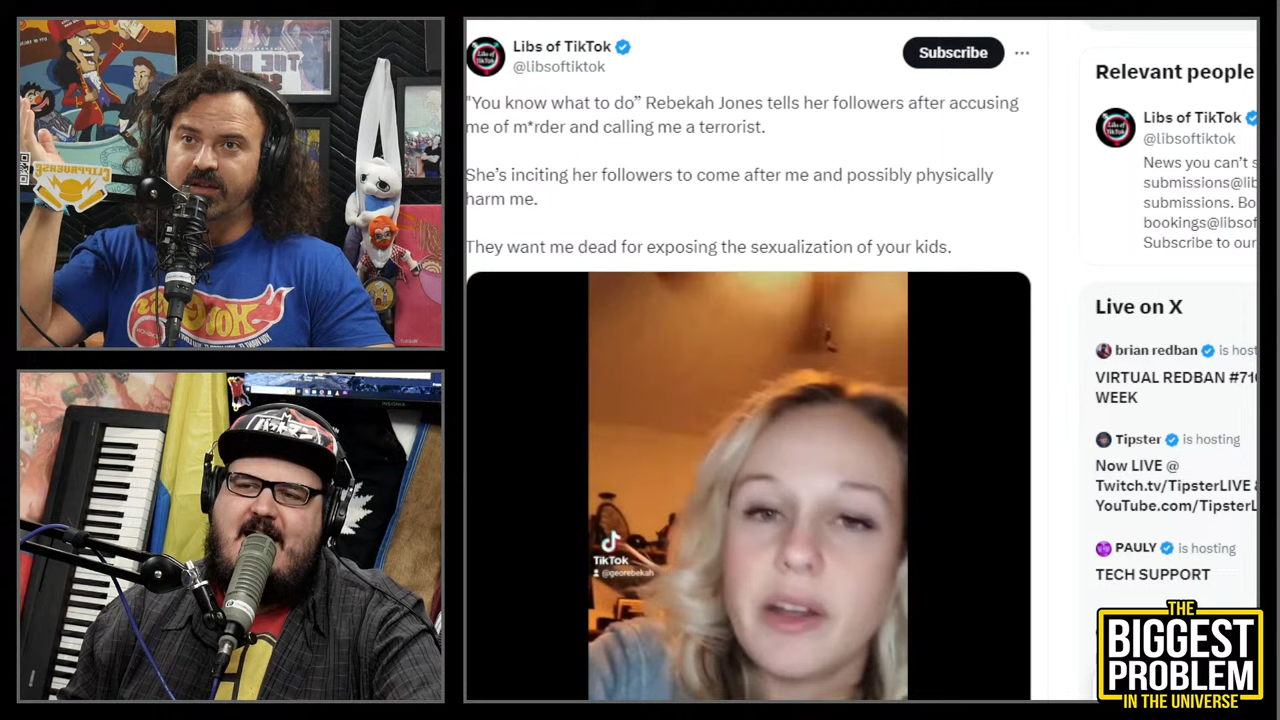 Libs of TikTok
@libsoftiktok
Subscribe
"You know what to do” Rebekah Jones tells her followers after accusing
me of m*rder and calling me a terrorist.
She’s inciting her followers to come after me and possibly physically
harm me.
They want me dead for exposing the sexualization of your kids.
TikTok
@georebekah
Relevant people
Libs of TikTok
@libsoftiktok
News you can’t s
submissions@lib
submissions. Bo
bookings@libsof
Subscribe to our
Live on X
brian redban is host
VIRTUAL REDBAN #710
WEEK
Tipster is hosting
Now LIVE @
Twitch.tv/TipsterLIVE &
YouTube.com/TipsterL
PAULY is hosting
TECH SUPPORT
THE
BIGGEST
PROBLEM
IN THE UNIVERSE